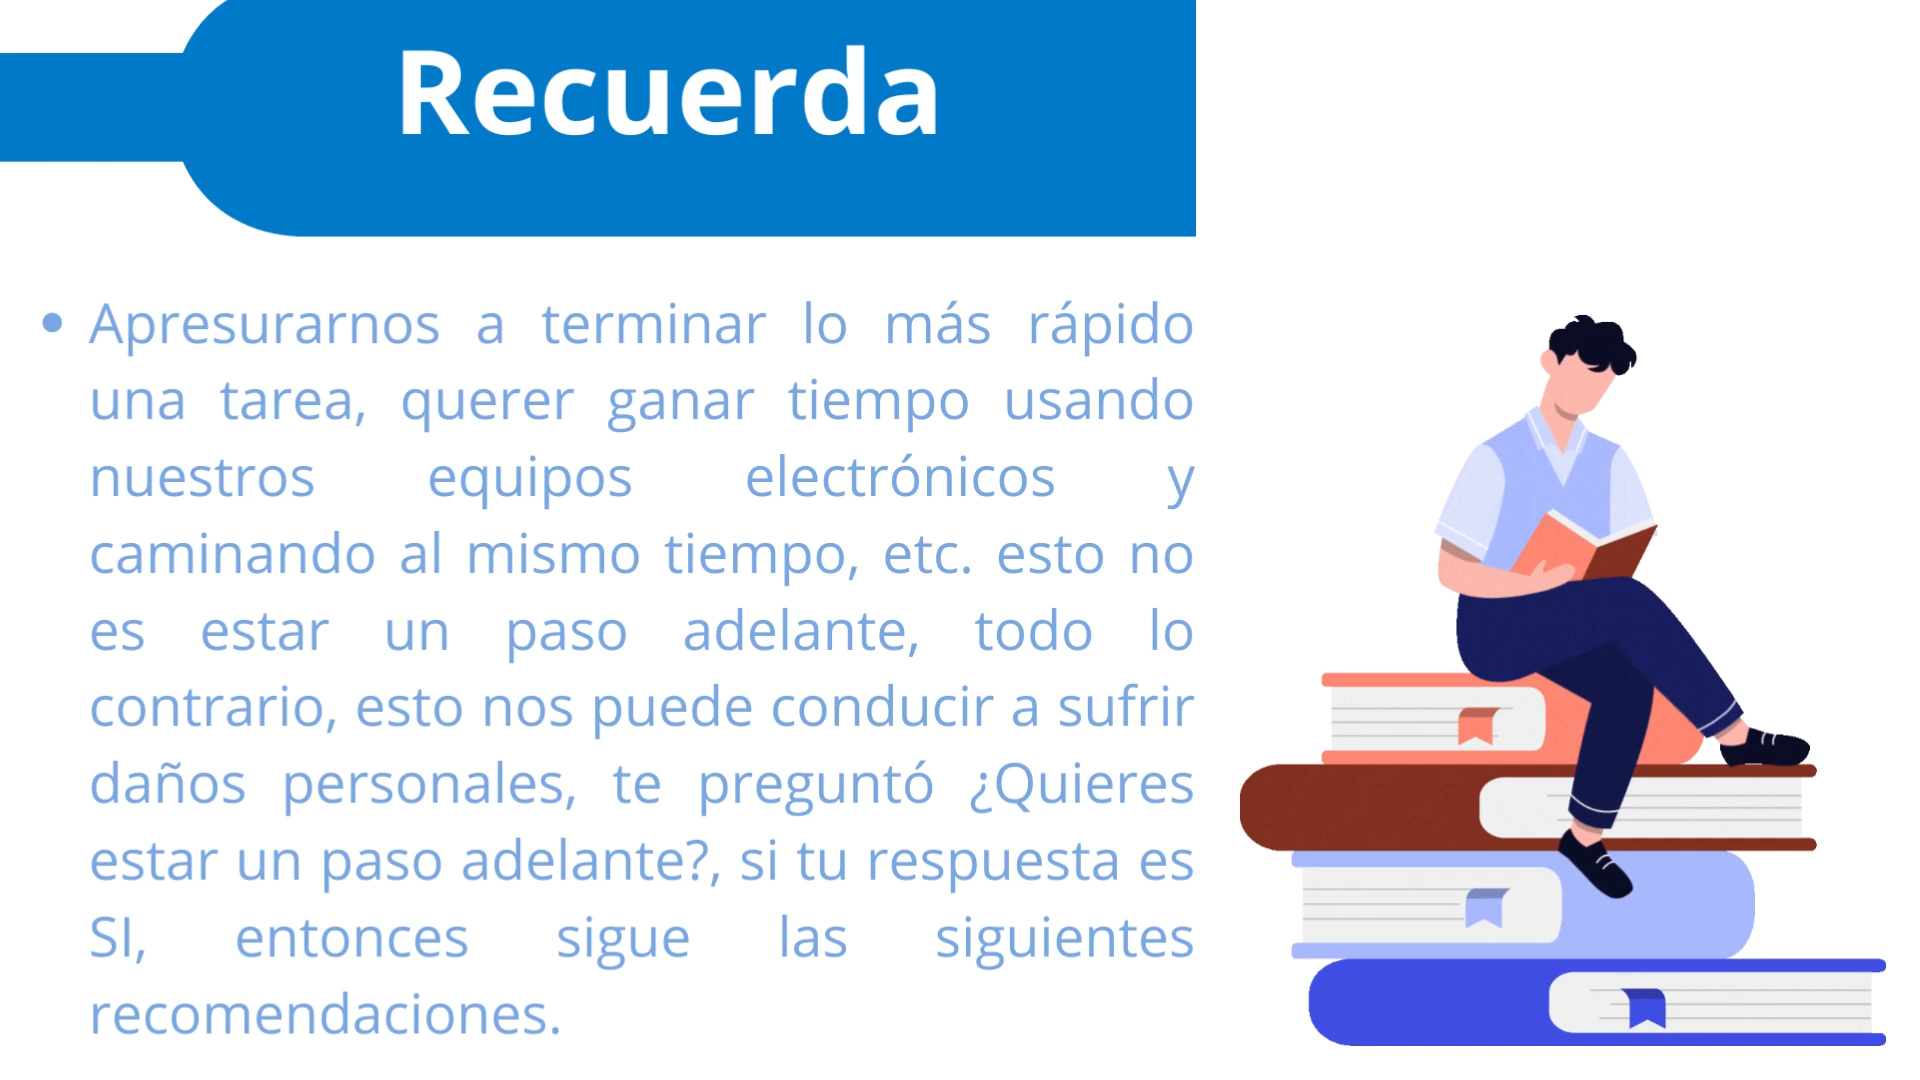 Recuerda
• Apresurarnos a terminar lo más rápido
una tarea, querer ganar tiempo usando
nuestros equipos electrónicos y
caminando al mismo tiempo, etc. esto no
es estar un paso adelante, todo lo
contrario, esto nos puede conducir a sufrir
daños personales, te preguntó ¿Quieres
estar un paso adelante?, si tu respuesta es
SI, entonces sigue las siguientes
recomendaciones.